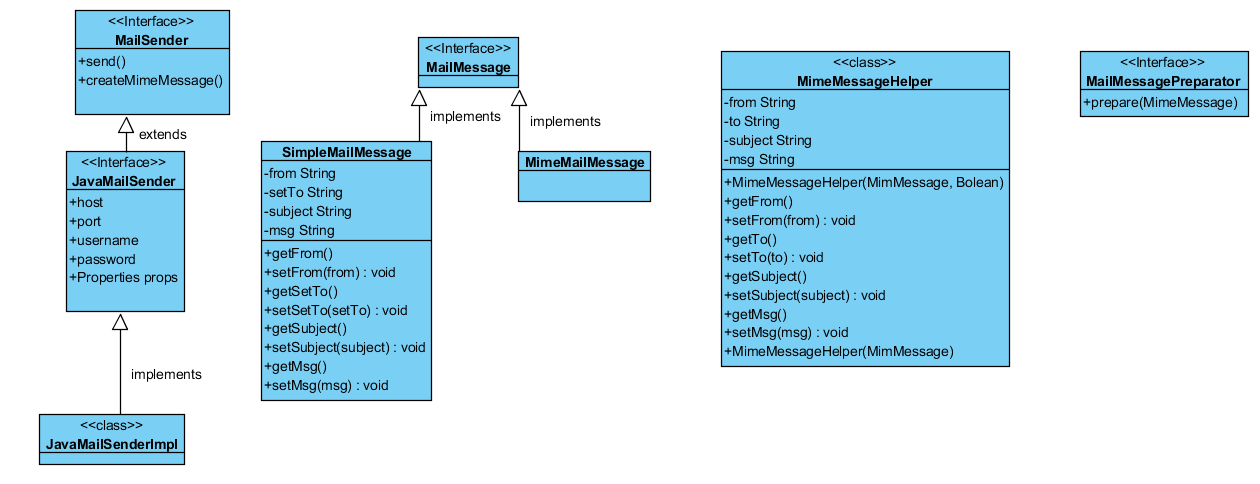 <<Interface>>
MailSender
+send()
+createMimeMessage()
extends
<<Interface>>
JavaMailSender
+host
+port
+username
+password
+Properties props
implements
<<class>>
JavaMailSenderImpl
<<Interface>>
MailMessage
implements
implements
SimpleMailMessage
-from String
-setTo String
-subject String
-msg String
+getFrom()
+setFrom(from) : void
+getSetTo()
+setSetTo(setTo) : void
+getSubject()
+setSubject(subject) : void
+getMsg()
+setMsg(msg) : void
MimeMailMessage
<<class>>
MimeMessageHelper
-from String
-to String
-subject String
-msg String
+MimeMessageHelper(MimMessage, Bolean)
+getFrom()
+setFrom(from) : void
+getTo()
+setTo(to) : void
+getSubject()
+setSubject(subject) : void
+getMsg()
+setMsg(msg) : void
+MimeMessageHelper(MimMessage)
<<Interface>>
MailMessagePreparator
+prepare(MimeMessage)